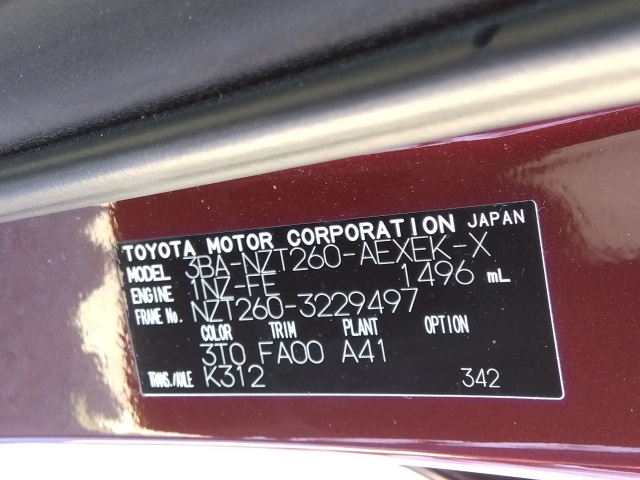 TOYOTA MOTOR CORPORATION JAPAN
MODEL 3BA-NZT260-AEXEK-X
ENGINE 1NZ-FE 1496 mL
FRAME No. NZT260-3229497
COLOR TRIM PLANT OPTION
3T0 FA00 A41
TRANS./AXLE K312 342